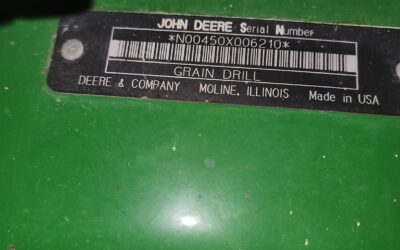 JOHN DEERE Serial Number
*N00450X006210*
GRAIN DRILL
DEERE & COMPANY MOLINE, ILLINOIS Made in USA